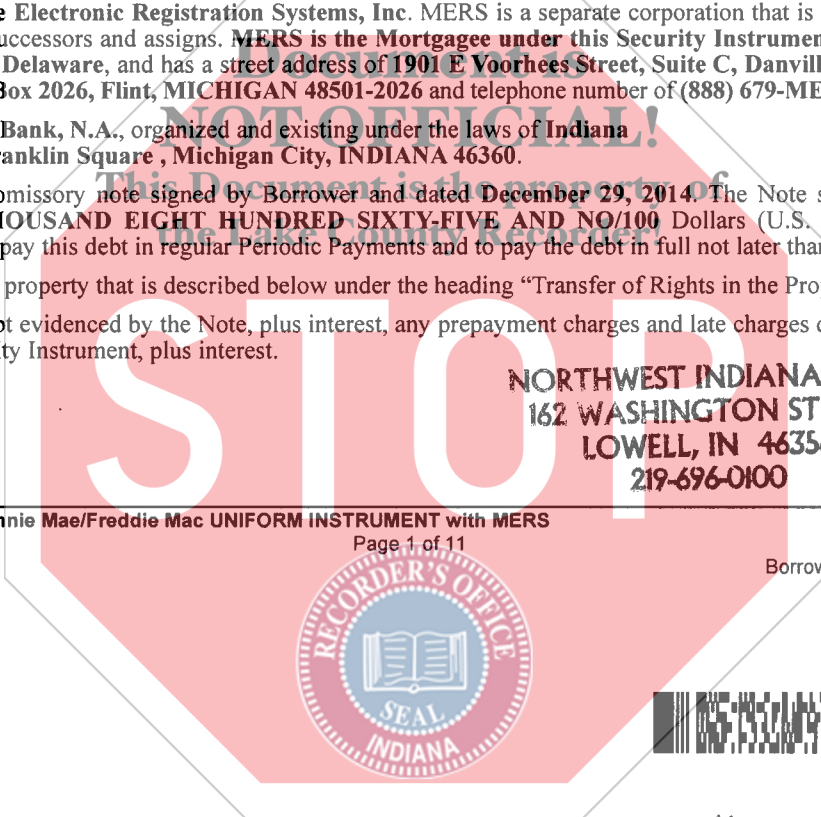 e Electronic Registration Systems, Inc. MERS is a separate corporation that is
uccessors and assigns. MERS is the Mortgagee under this Security Instrumen
Document is
Delaware, and has a street address of 1901 E Voorhees Street, Suite C, Danvill
Box 2026, Flint, MICHIGAN 48501-2026 and telephone number of (888) 679-ME
NOT OFFICIAL!
Bank, N.A., organized and existing under the laws of Indiana
ranklin Square , Michigan City, INDIANA 46360.
This Document is the property of
omissory note signed by Borrower and dated December 29, 2014. The Note s
HOUSAND EIGHT HUNDRED SIXTY-FIVE AND NO/100 Dollars (U.S.
the Lake County Recorder!
pay this debt in regular Periodic Payments and to pay the debt in full not later than
property that is described below under the heading “Transfer of Rights in the Prop
bt evidenced by the Note, plus interest, any prepayment charges and late charges d
ity Instrument, plus interest.
STOP
NORTHWEST INDIANA
162 WASHINGTON ST
LOWELL, IN 4635
219-696-0100
nnie Mae/Freddie Mac UNIFORM INSTRUMENT with MERS
Page 1 of 11
Borrow
RECORDER'S OFFICE
SEAL
INDIANA